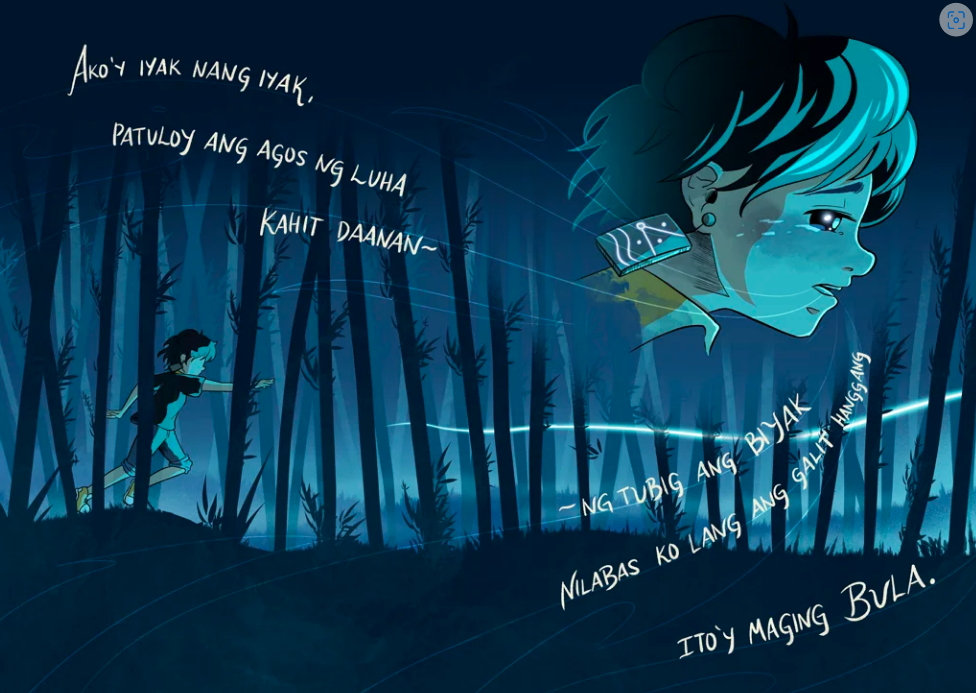 AKO'Y IYAK NANG IYAK,
PATULOY ANG AGOS NG LUHA
KAHIT DAANAN~
~ NG TUBIG ANG BIYAK
NILABAS KO LANG ANG GALIT HANGGANG
ITO'Y MAGING BULA.